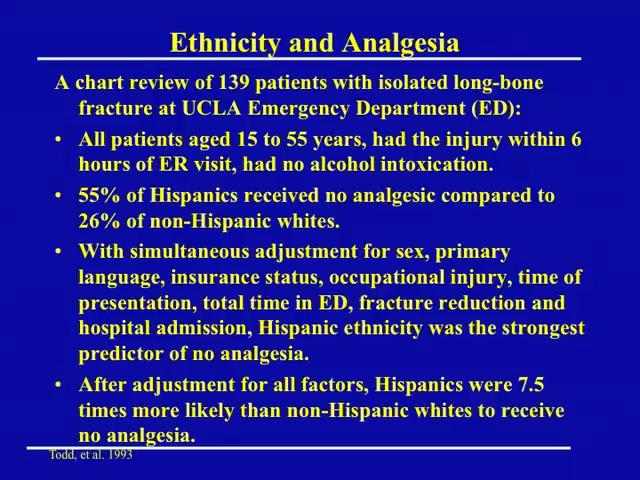 Ethnicity and Analgesia
A chart review of 139 patients with isolated long-bone
fracture at UCLA Emergency Department (ED):
• All patients aged 15 to 55 years, had the injury within 6
hours of ER visit, had no alcohol intoxication.
• 55% of Hispanics received no analgesic compared to
26% of non-Hispanic whites.
• With simultaneous adjustment for sex, primary
language, insurance status, occupational injury, time of
presentation, total time in ED, fracture reduction and
hospital admission, Hispanic ethnicity was the strongest
predictor of no analgesia.
• After adjustment for all factors, Hispanics were 7.5
times more likely than non-Hispanic whites to receive
no analgesia.
Todd, et al. 1993